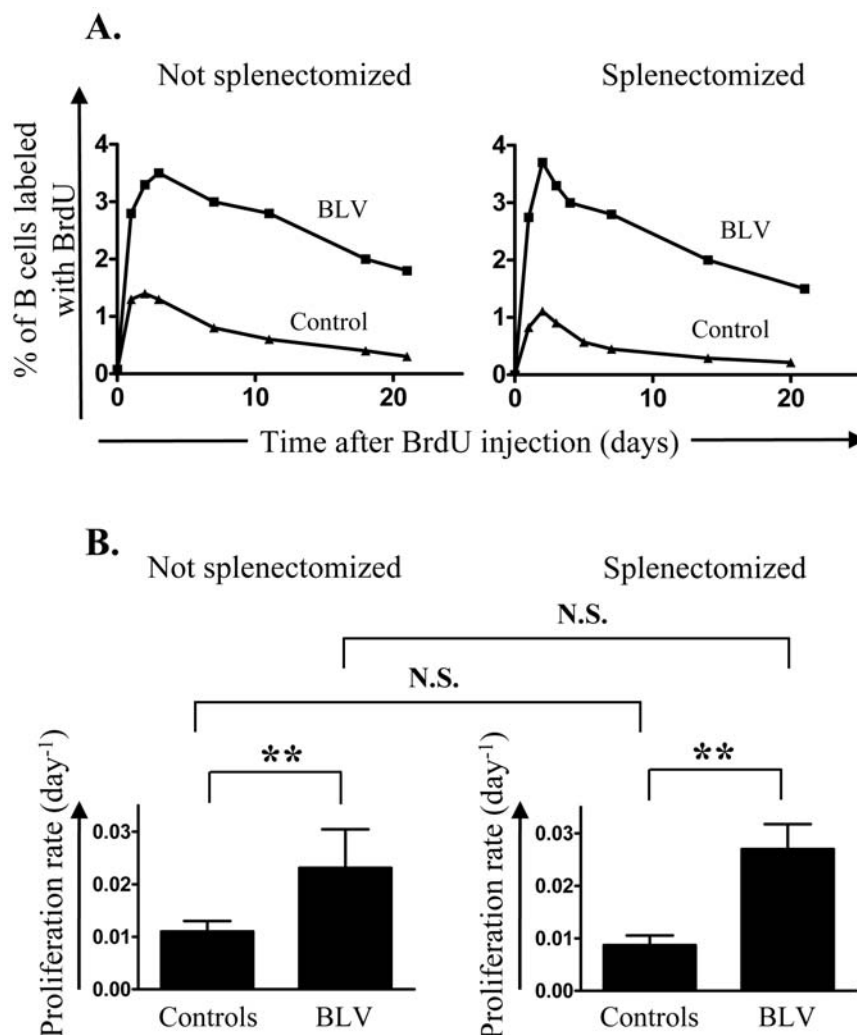 A.
Not splenectomized
Splenectomized
% of B cells labeled
with BrdU
4
3
2
1
0
0
10
20
BLV
Control
4
3
2
1
0
0
10
20
BLV
Control
Time after BrdU injection (days)
B.
Not splenectomized
Splenectomized
N.S.
N.S.
**
**
Proliferation rate (day-1)
0.03
0.02
0.01
0.00
Controls
BLV
Proliferation rate (day-1)
0.03
0.02
0.01
0.00
Controls
BLV